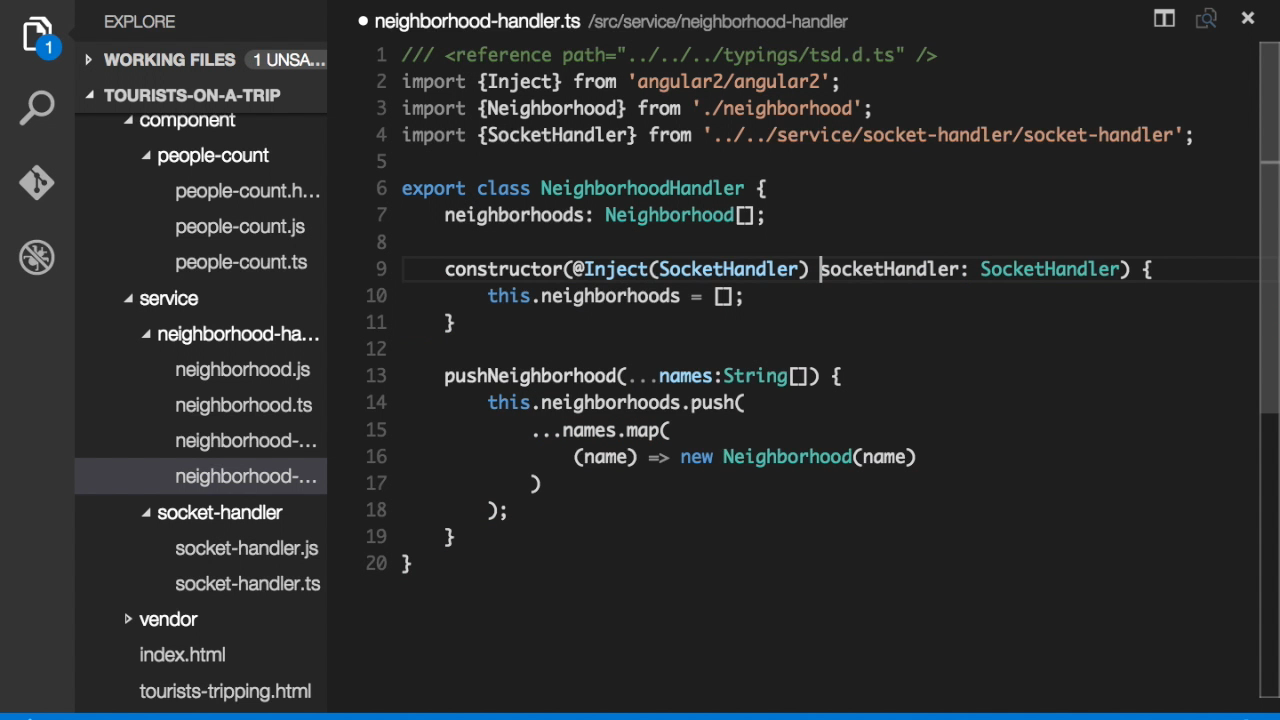 EXPLORE
WORKING FILES 1 UNSA...
TOURISTS-ON-A-TRIP
component
people-count
people-count.h...
people-count.js
people-count.ts
service
neighborhood-ha...
neighborhood.js
neighborhood.ts
neighborhood-...
neighborhood-...
socket-handler
socket-handler.js
socket-handler.ts
vendor
index.html
tourists-tripping.html
1
neighborhood-handler.ts /src/service/neighborhood-handler
1 /// <reference path="../../../typings/tsd.d.ts" />
2 import {Inject} from 'angular2/angular2';
3 import {Neighborhood} from './neighborhood';
4 import {SocketHandler} from '../../service/socket-handler/socket-handler';
5
6 export class NeighborhoodHandler {
7 neighborhoods: Neighborhood[];
8
9 constructor(@Inject(SocketHandler) socketHandler: SocketHandler) {
10 this.neighborhoods = [];
11 }
12
13 pushNeighborhood(...names:String[]) {
14 this.neighborhoods.push(
15 ...names.map(
16 (name) => new Neighborhood(name)
17 )
18 );
19 }
20 }